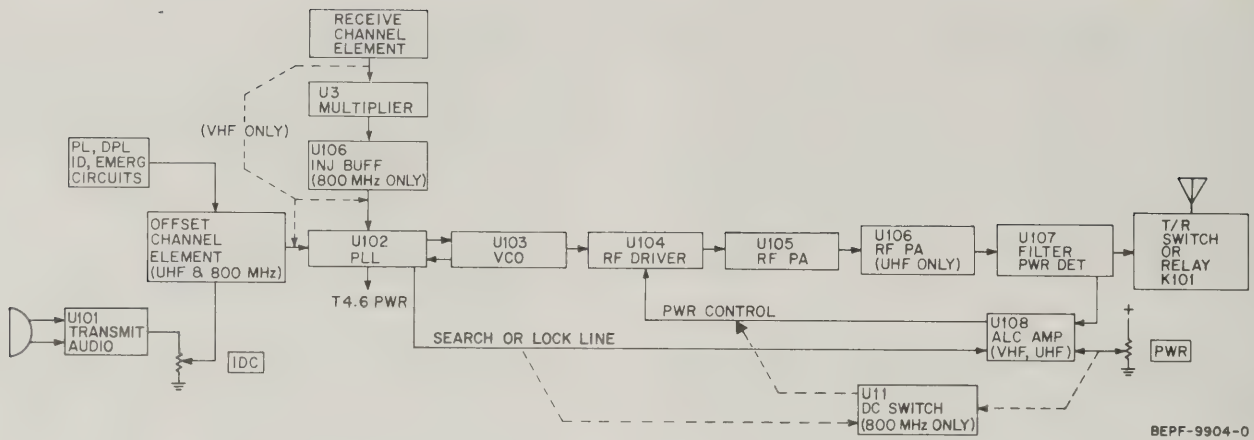 RECEIVE
CHANNEL
ELEMENT
U3
MULTIPLIER
(VHF ONLY)
U106
INJ BUFF
(800 MHz ONLY)
PL, DPL
ID, EMERG
CIRCUITS
OFFSET
CHANNEL
ELEMENT
(UHF & 800 MHz)
U102
PLL
U103
VCO
U104
RF DRIVER
U105
RF PA
U106
RF PA
(UHF ONLY)
U107
FILTER
PWR DET
T/R
SWITCH
OR
RELAY
K101
T4.6 PWR
PWR CONTROL
U101
TRANSMIT
AUDIO
IDC
SEARCH OR LOCK LINE
U108
ALC AMP
(VHF, UHF)
+
PWR
U11
DC SWITCH
(800 MHz ONLY)
BEPF-9904-0